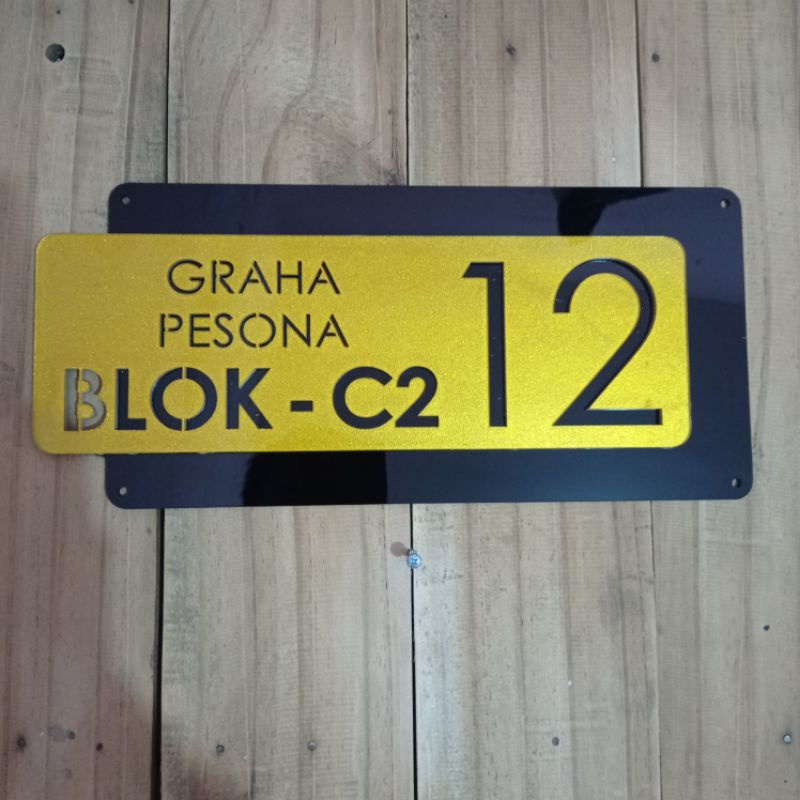 GRAHA
PESONA
BLOK - C2
12